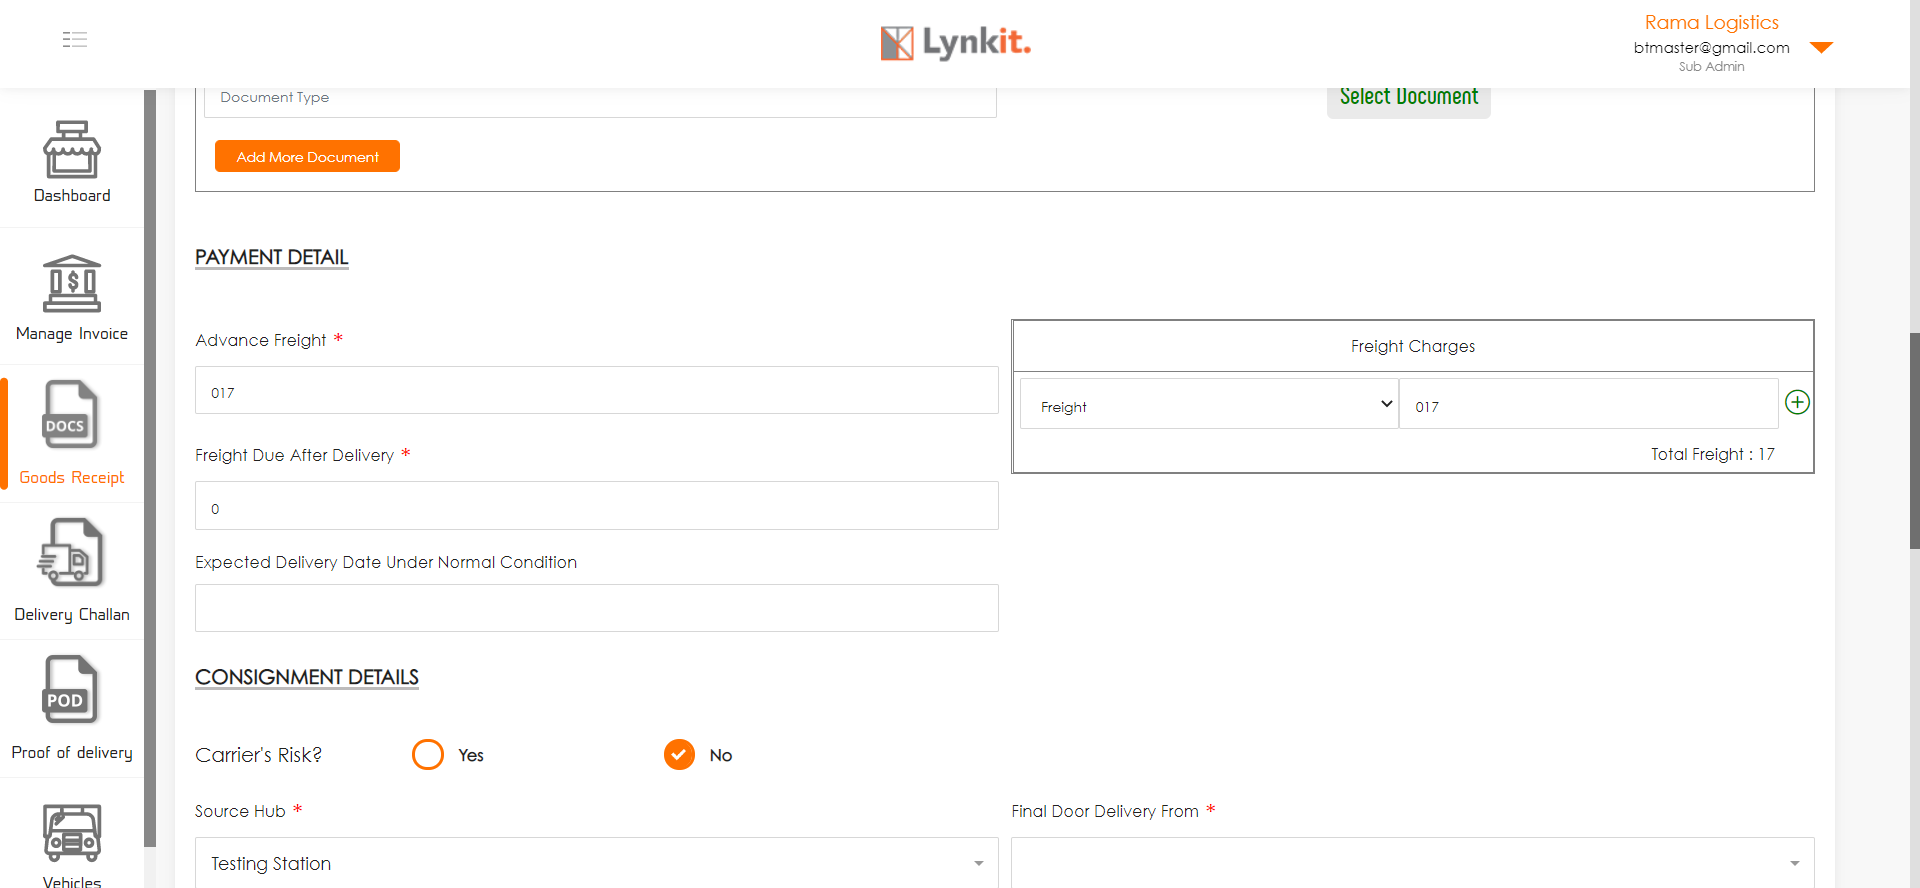 Lynkit.
Rama Logistics
btmaster@gmail.com
Sub Admin
Dashboard
Manage Invoice
DOCS
Goods Receipt
Delivery Challan
POD
Proof of delivery
Vehicles
Document Type
Select Document
Add More Document
PAYMENT DETAIL
Advance Freight *
017
Freight Due After Delivery *
0
Expected Delivery Date Under Normal Condition
Freight Charges
Freight 017
Total Freight : 17
CONSIGNMENT DETAILS
Carrier's Risk? Yes No
Source Hub *
Testing Station
Final Door Delivery From *